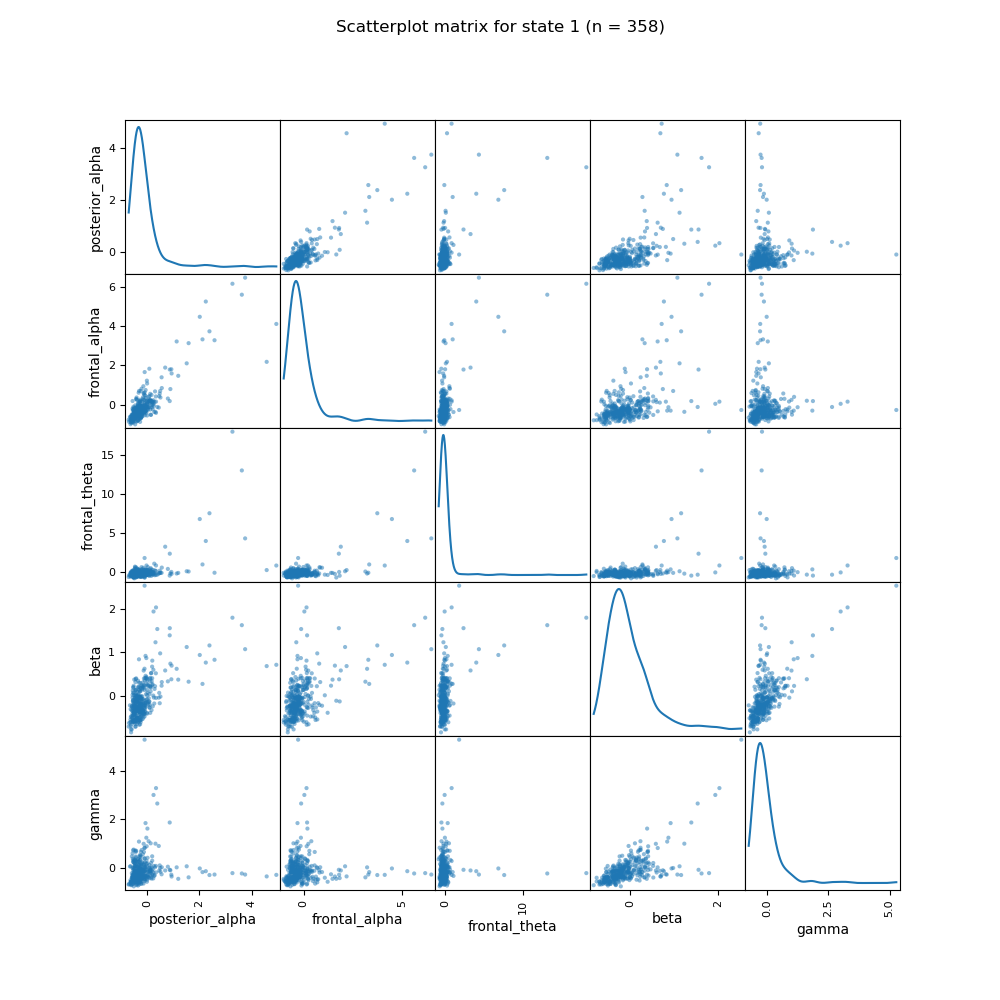 Scatterplot matrix for state 1 (n = 358)
posterior_alpha
4
2
0
frontal_alpha
6
4
2
0
frontal_theta
15
10
5
0
beta
2
1
0
gamma
4
2
0
0 2 4
0 5
0 10
0 2
0.0 2.5 5.0
posterior_alpha
frontal_alpha
frontal_theta
beta
gamma